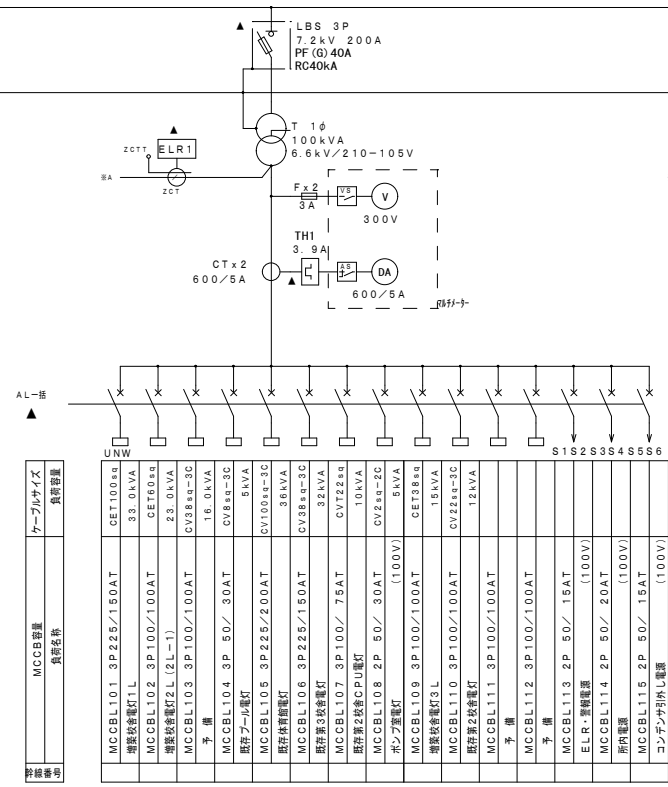 ▲
LBS 3P
7.2kV 200A
PF(G)40A
RC40kA
T 1φ
100kVA
6.6kV/210-105V
▲
ZCTT
ELR1
※A
ZCT
F×2
3A
VS
V
300V
TH1
3.9A
CT×2
600/5A
▲
AS
DA
600/5A
ﾏﾙﾁﾒｰﾀｰ
AL一括
▲
UNW
S1S2 S3S4 S5S6
ケーブルサイズ
負荷容量
MCCB容量
負荷名称
幹線番号
CET100sq
33.0kVA
MCCBL101 3P225/150AT
増築校舎電灯1L
CET60sq
23.0kVA
MCCBL102 3P100/100AT
増築校舎電灯2L(2L-1)
CV38sq-3C
16.0kVA
MCCBL103 3P100/100AT
予 備
CV8sq-3C
5kVA
MCCBL104 3P 50/ 30AT
既存プール電灯
CV100sq-3C
36kVA
MCCBL105 3P225/200AT
既存体育館電灯
CV38sq-3C
32kVA
MCCBL106 3P225/150AT
既存第3校舎電灯
CVT22sq
10kVA
MCCBL107 3P100/ 75AT
既存第2校舎CPU電灯
CV2sq-2C
5kVA
MCCBL108 2P 50/ 30AT
ポンプ室電灯 (100V)
CET38sq
15kVA
MCCBL109 3P100/100AT
増築校舎電灯3L
CV22sq-3C
12kVA
MCCBL110 3P100/100AT
既存第2校舎電灯
MCCBL111 3P100/100AT
予 備
MCCBL112 3P100/100AT
予 備
MCCBL113 2P 50/ 15AT
ELR・警報電源 (100V)
MCCBL114 2P 50/ 20AT
所内電源 (100V)
MCCBL115 2P 50/ 15AT
コンデンサ引外し電源 (100V)